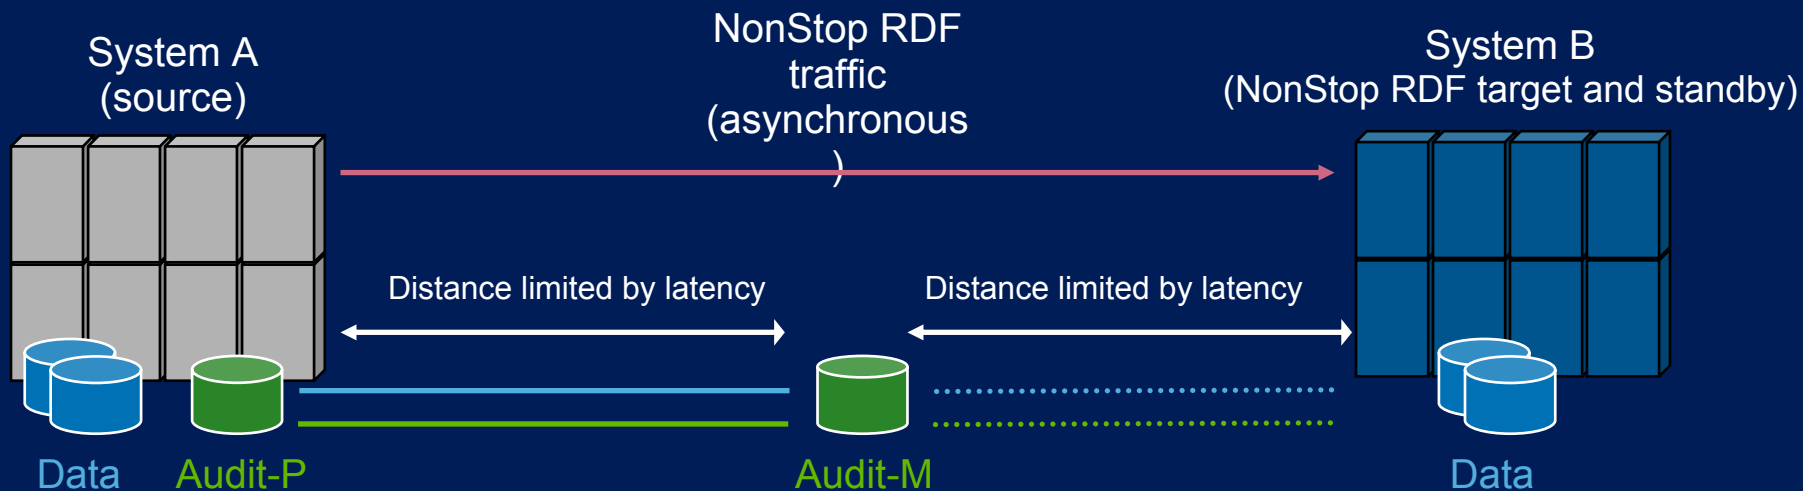 System A
(source)
NonStop RDF
traffic
(asynchronous
)
System B
(NonStop RDF target and standby)
Distance limited by latency
Distance limited by latency
Data
Audit-P
Audit-M
Data